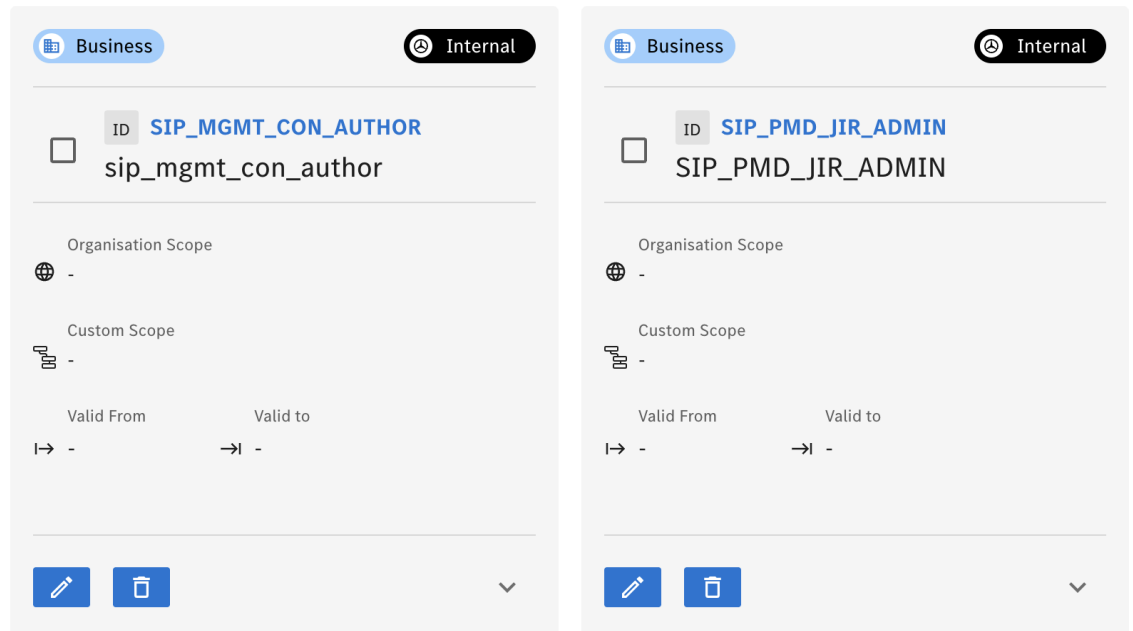 Business
Internal
ID SIP_MGMT_CON_AUTHOR
sip_mgmt_con_author
Organisation Scope
-
Custom Scope
-
Valid From Valid to
- -
Business
Internal
ID SIP_PMD_JIR_ADMIN
SIP_PMD_JIR_ADMIN
Organisation Scope
-
Custom Scope
-
Valid From Valid to
- -